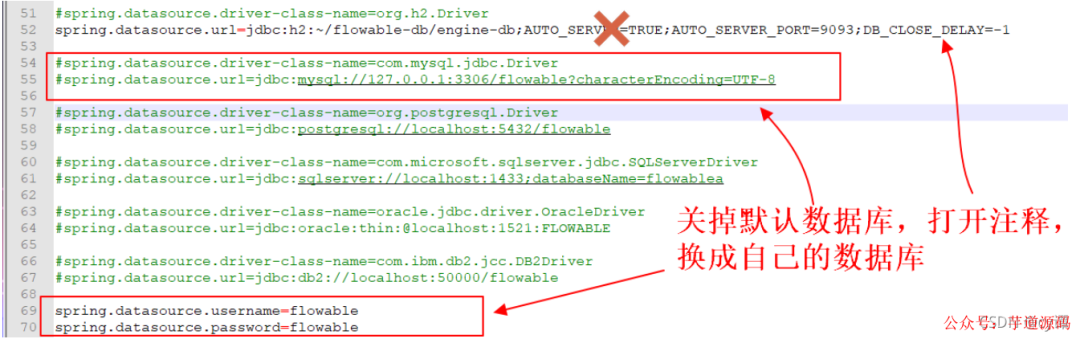 51 #spring.datasource.driver-class-name=org.h2.Driver
52 spring.datasource.url=jdbc:h2:~/flowable-db/engine-db;AUTO_SERVER=TRUE;AUTO_SERVER_PORT=9093;DB_CLOSE_DELAY=-1
53
54 #spring.datasource.driver-class-name=com.mysql.jdbc.Driver
55 #spring.datasource.url=jdbc:mysql://127.0.0.1:3306/flowable?characterEncoding=UTF-8
56
57 #spring.datasource.driver-class-name=org.postgresql.Driver
58 #spring.datasource.url=jdbc:postgresql://localhost:5432/flowable
59
60 #spring.datasource.driver-class-name=com.microsoft.sqlserver.jdbc.SQLServerDriver
61 #spring.datasource.url=jdbc:sqlserver://localhost:1433;databaseName=flowablea
62
63 #spring.datasource.driver-class-name=oracle.jdbc.driver.OracleDriver
64 #spring.datasource.url=jdbc:oracle:thin:@localhost:1521:FLOWABLE
65
66 #spring.datasource.driver-class-name=com.ibm.db2.jcc.DB2Driver
67 #spring.datasource.url=jdbc:db2://localhost:50000/flowable
68
69 spring.datasource.username=flowable
70 spring.datasource.password=flowable
关掉默认数据库，打开注释，
换成自己的数据库
公众号：芋道源码